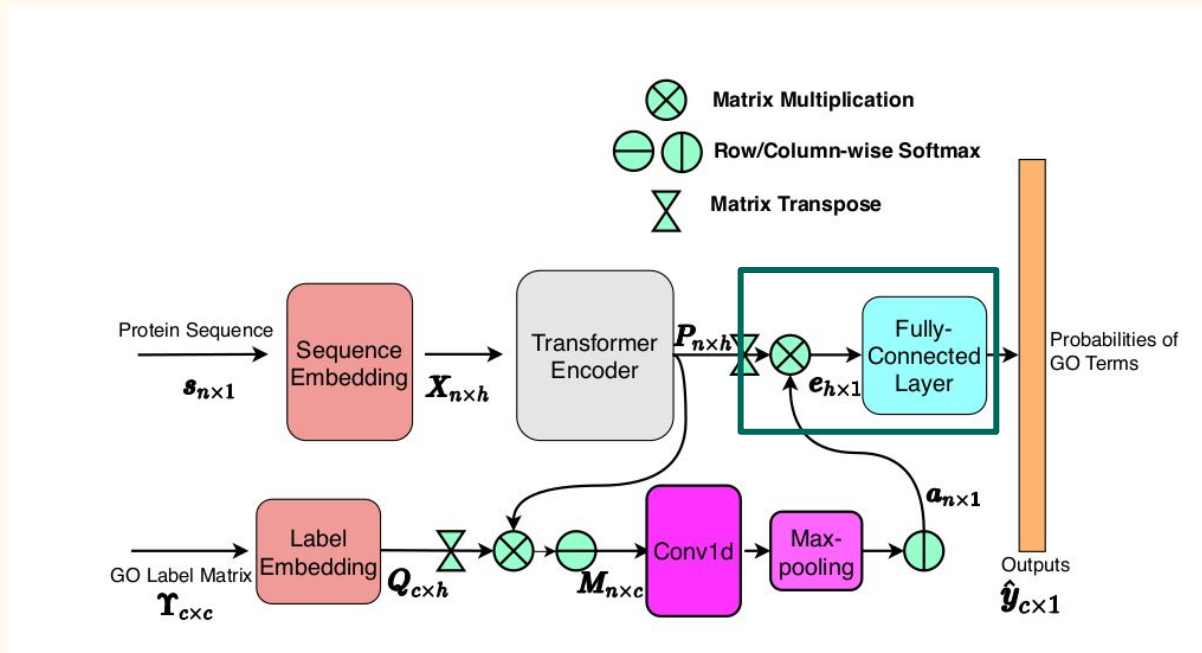 Matrix Multiplication
Row/Column-wise Softmax
Matrix Transpose
Protein Sequence
s n×1
Sequence
Embedding
X n×h
Transformer
Encoder
P n×h
e h×1
Fully-
Connected
Layer
Probabilities of
GO Terms
GO Label Matrix
ϒ c×c
Label
Embedding
Q c×h
M n×c
Conv1d
Max-
pooling
a n×1
Outputs
ŷ c×1